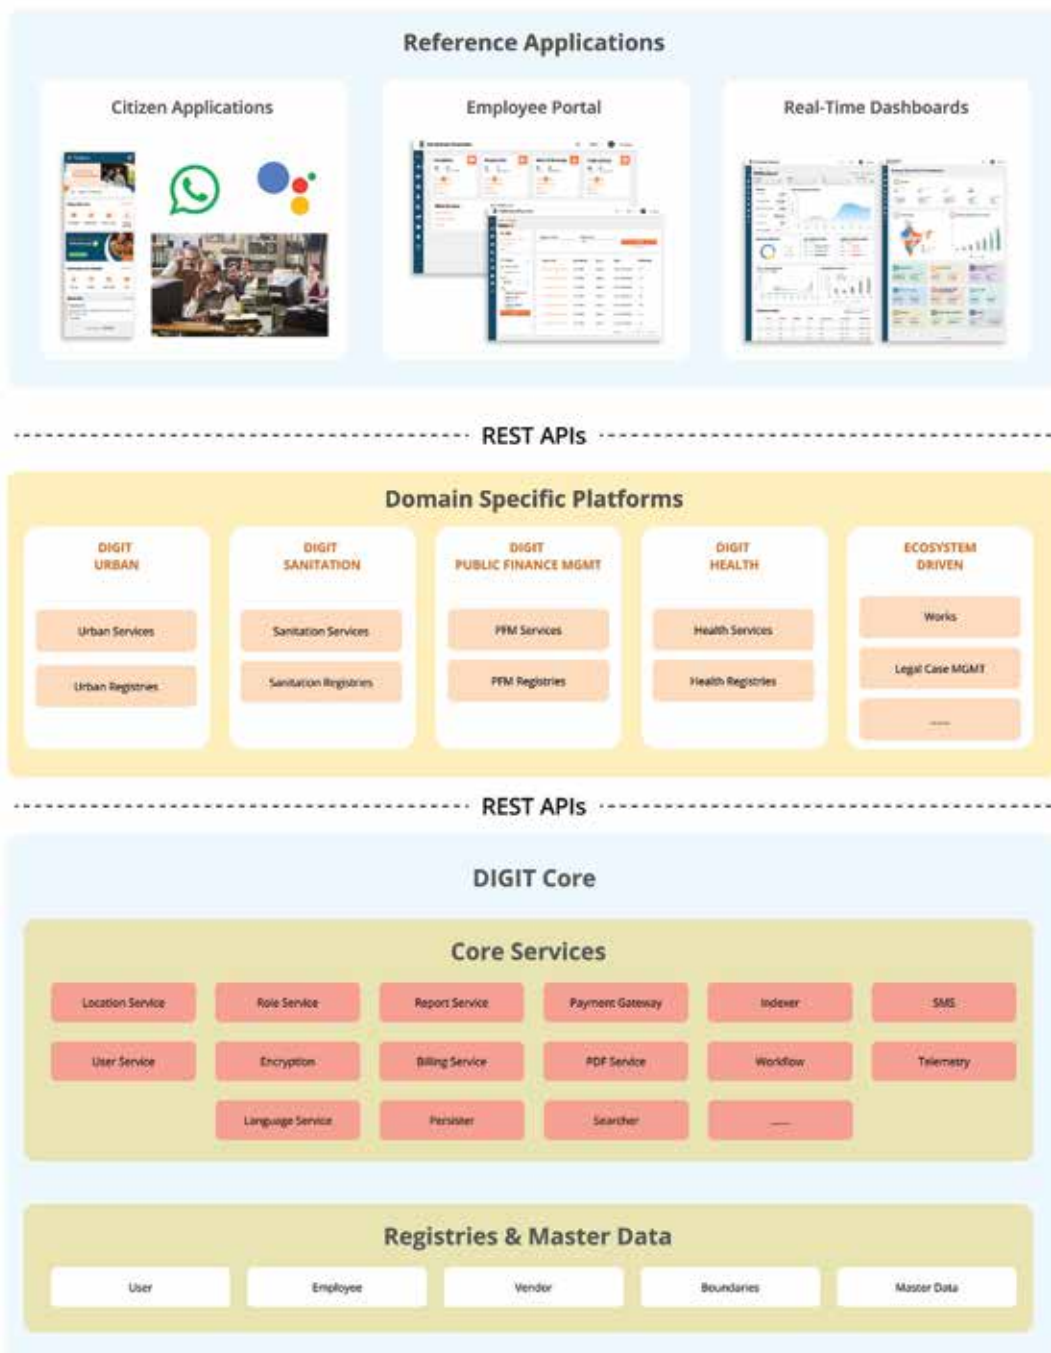 Reference Applications
Citizen Applications
Employee Portal
Real-Time Dashboards
REST APIs
Domain Specific Platforms
DIGIT
URBAN
Urban Services
Urban Registries
DIGIT
SANITATION
Sanitation Services
Sanitation Registries
DIGIT
PUBLIC FINANCE MGMT
PFM Services
PFM Registries
DIGIT
HEALTH
Health Services
Health Registries
ECOSYSTEM
DRIVEN
Works
Legal Case MGMT
REST APIs
DIGIT Core
Core Services
Location Service
Role Service
Report Service
Payment Gateway
Indexer
SMS
User Service
Encryption
Billing Service
PDF Service
Workflow
Telemetry
Language Service
Persister
Searcher
Registries & Master Data
User
Employee
Vendor
Boundaries
Master Data